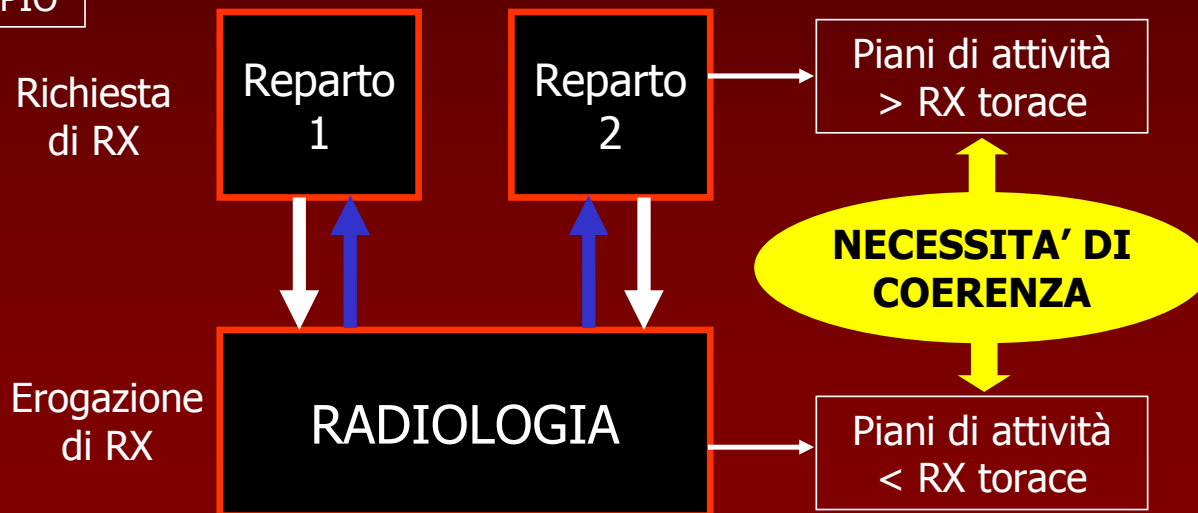 PIO
Richiesta
di RX
Reparto
1
Reparto
2
Piani di attività
> RX torace
NECESSITA’ DI
COERENZA
Erogazione
di RX
RADIOLOGIA
Piani di attività
< RX torace